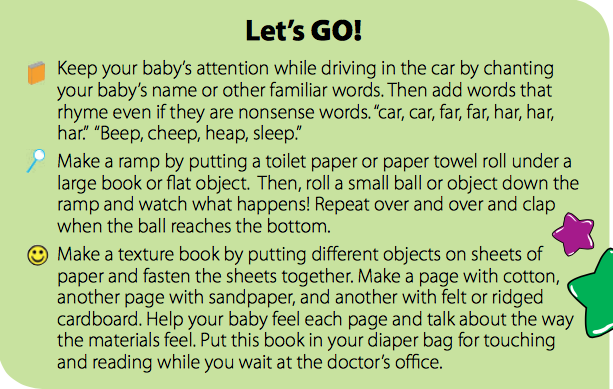 Let's GO!
Keep your baby's attention while driving in the car by chanting
your baby's name or other familiar words. Then add words that
rhyme even if they are nonsense words. “car, car, far, far, har, har,
har.” “Beep, cheep, heap, sleep.”
Make a ramp by putting a toilet paper or paper towel roll under a
large book or flat object.  Then, roll a small ball or object down the
ramp and watch what happens! Repeat over and over and clap
when the ball reaches the bottom.
Make a texture book by putting different objects on sheets of
paper and fasten the sheets together. Make a page with cotton,
another page with sandpaper, and another with felt or ridged
cardboard. Help your baby feel each page and talk about the way
the materials feel. Put this book in your diaper bag for touching
and reading while you wait at the doctor's office.